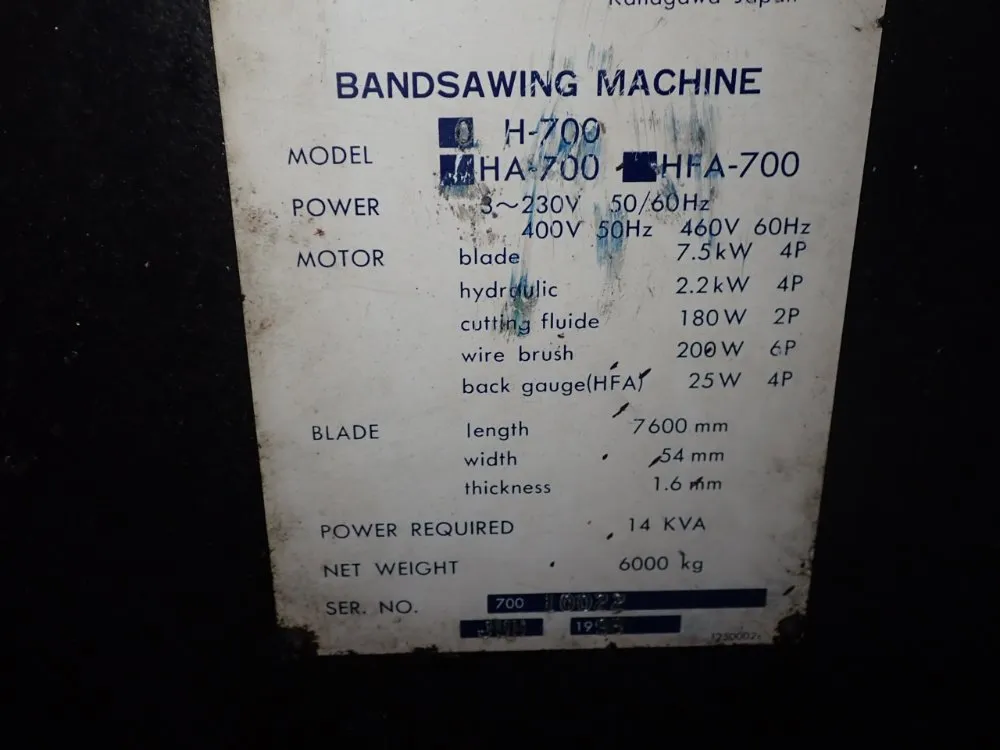 Kanagawa Japan
BANDSAWING MACHINE
MODEL H-700
HA-700 HFA-700
POWER 3~230V 50/60Hz
400V 50Hz 460V 60Hz
MOTOR blade 7.5kW 4P
hydraulic 2.2kW 4P
cutting fluide 180W 2P
wire brush 200W 6P
back gauge(HFA) 25W 4P
BLADE length 7600 mm
width 54 mm
thickness 1.6 mm
POWER REQUIRED 14 KVA
NET WEIGHT 6000 kg
SER. NO. 700 10022